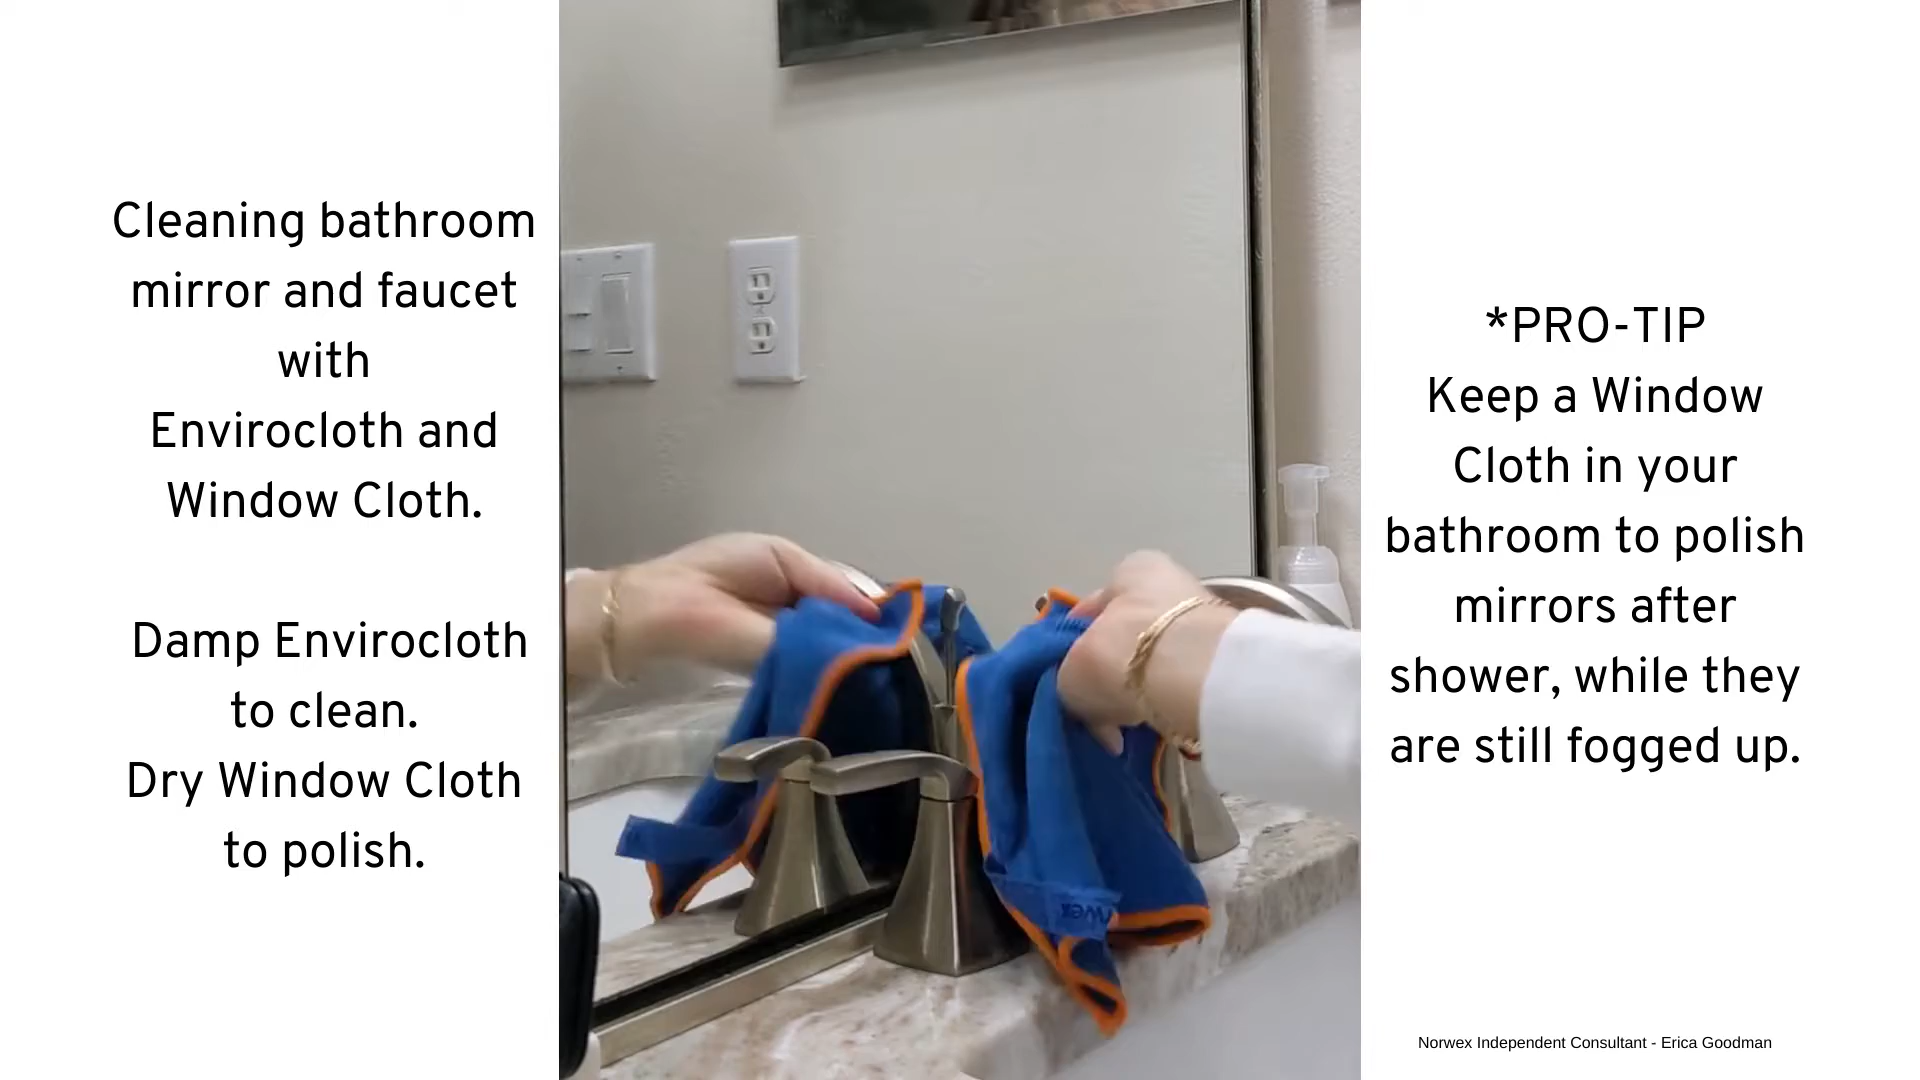 Cleaning bathroom
mirror and faucet
with
Envirocloth and
Window Cloth.
Damp Envirocloth
to clean.
Dry Window Cloth
to polish.
*PRO-TIP
Keep a Window
Cloth in your
bathroom to polish
mirrors after
shower, while they
are still fogged up.
Norwex Independent Consultant - Erica Goodman